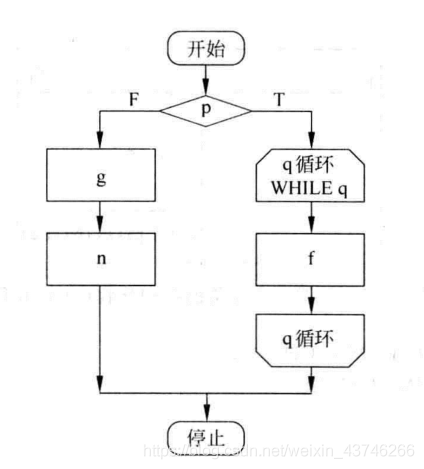 开始
F
p
T
g
q循环
WHILE q
n
f
q循环
停止
https://blog.csdn.net/weixin_43746266